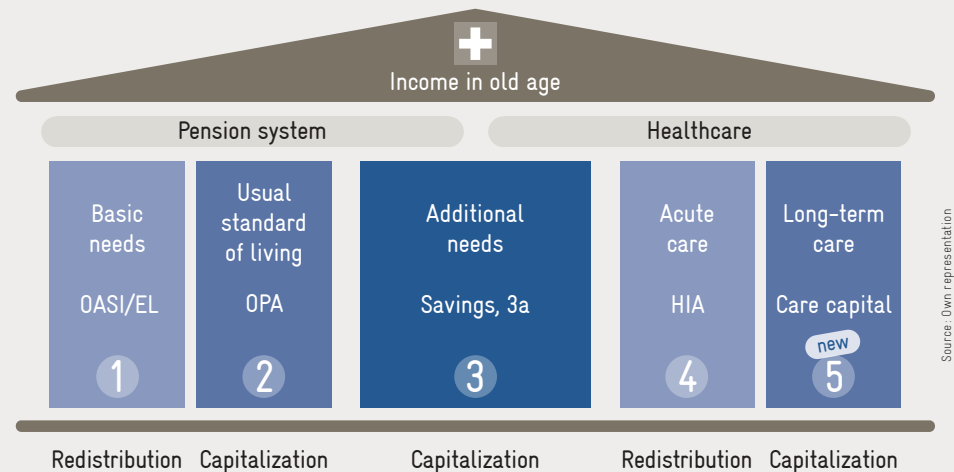 Income in old age
Pension system
Healthcare
Basic
needs
OASI/EL
1
Usual
standard
of living
OPA
2
Additional
needs
Savings, 3a
3
Acute
care
HIA
4
Long-term
care
Care capital
new
5
Redistribution
Capitalization
Capitalization
Redistribution
Capitalization
Source: Own representation